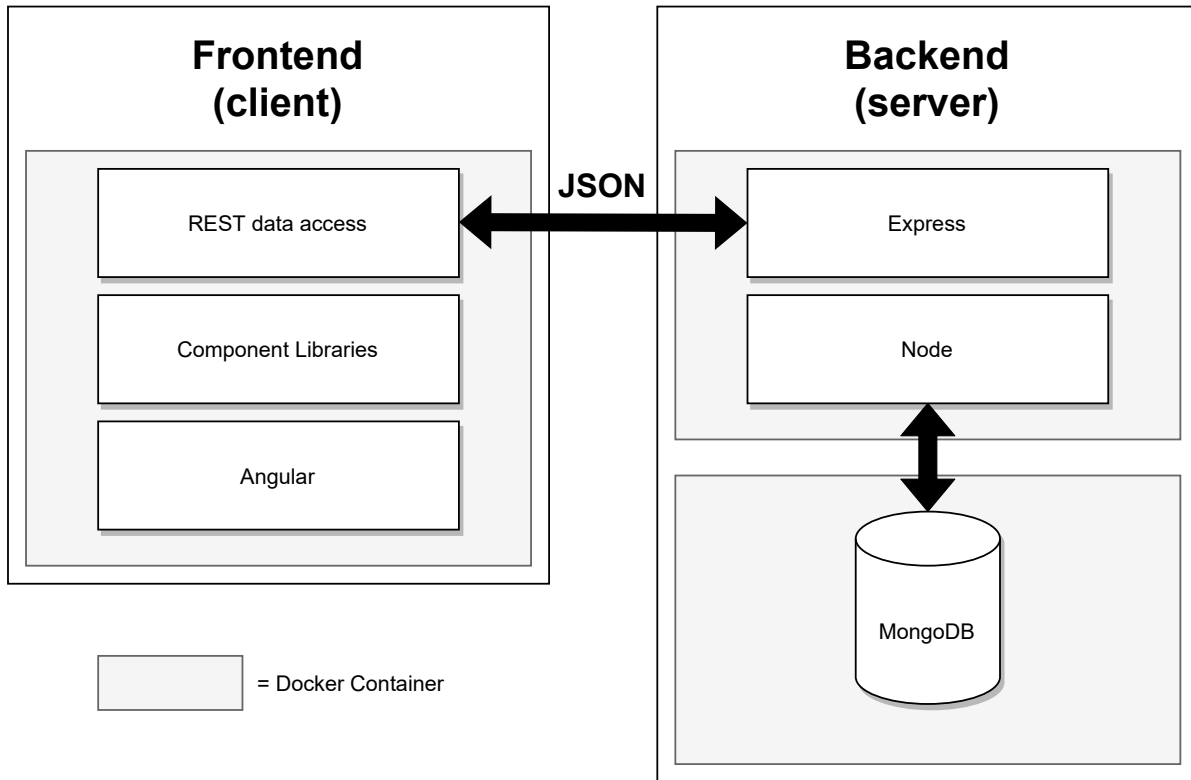 Frontend
(client)
REST data access
Component Libraries
Angular
JSON
Backend
(server)
Express
Node
MongoDB
= Docker Container